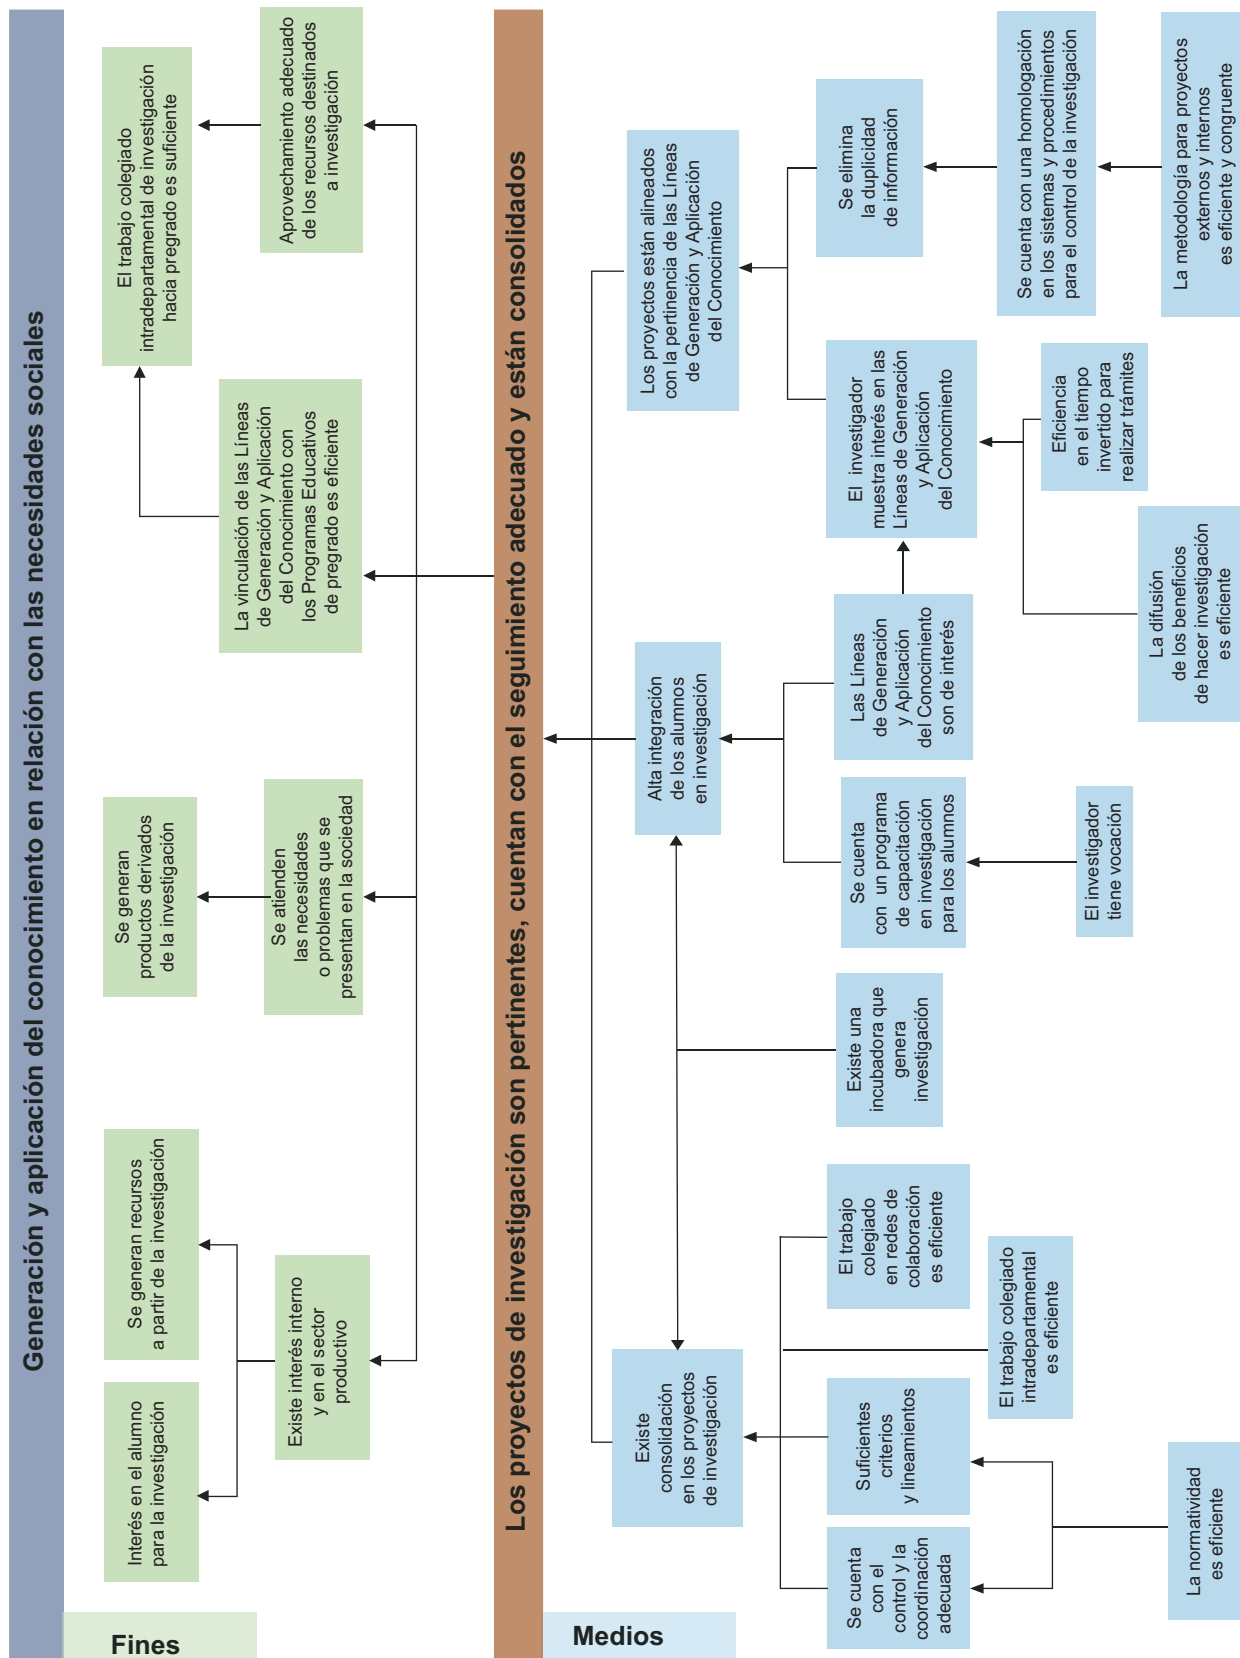 Generación y aplicación del conocimiento en relación con las necesidades sociales
Fines
Interés en el alumno
para la investigación
Se generan recursos
a partir de la investigación
Se generan
productos derivados
de la investigación
El trabajo colegiado
intradepartamental de investigación
hacia pregrado es suficiente
Existe interés interno
y en el sector
productivo
Se atienden
las necesidades
o problemas que se
presentan en la sociedad
La vinculación de las Líneas
de Generación y Aplicación
del Conocimiento con
los Programas Educativos
de pregrado es eficiente
Aprovechamiento adecuado
de los recursos destinados
a investigación
Los proyectos de investigación son pertinentes, cuentan con el seguimiento adecuado y están consolidados
Medios
Existe
consolidación
en los proyectos
de investigación
Alta integración
de los alumnos
en investigación
Los proyectos están alineados
con la pertinencia de las Líneas
de Generación y Aplicación
del Conocimiento
Se cuenta
con el
control y la
coordinación
adecuada
Suficientes
criterios
y lineamientos
El trabajo
colegiado
en redes de
colaboración
es eficiente
Existe una
incubadora que
genera
investigación
Se cuenta
con un programa
de capacitación
en investigación
para los alumnos
Las Líneas
de Generación
y Aplicación
del Conocimiento
son de interés
El investigador
muestra interés en las
Líneas de Generación
y Aplicación
del Conocimiento
Se elimina
la duplicidad
de información
El trabajo colegiado
intradepartamental
es eficiente
Se cuenta con una homologación
en los sistemas y procedimientos
para el control de la investigación
Eficiencia
en el tiempo
invertido para
realizar trámites
El investigador
tiene vocación
La normatividad
es eficiente
La difusión
de los beneficios
de hacer investigación
es eficiente
La metodología para proyectos
externos y internos
es eficiente y congruente